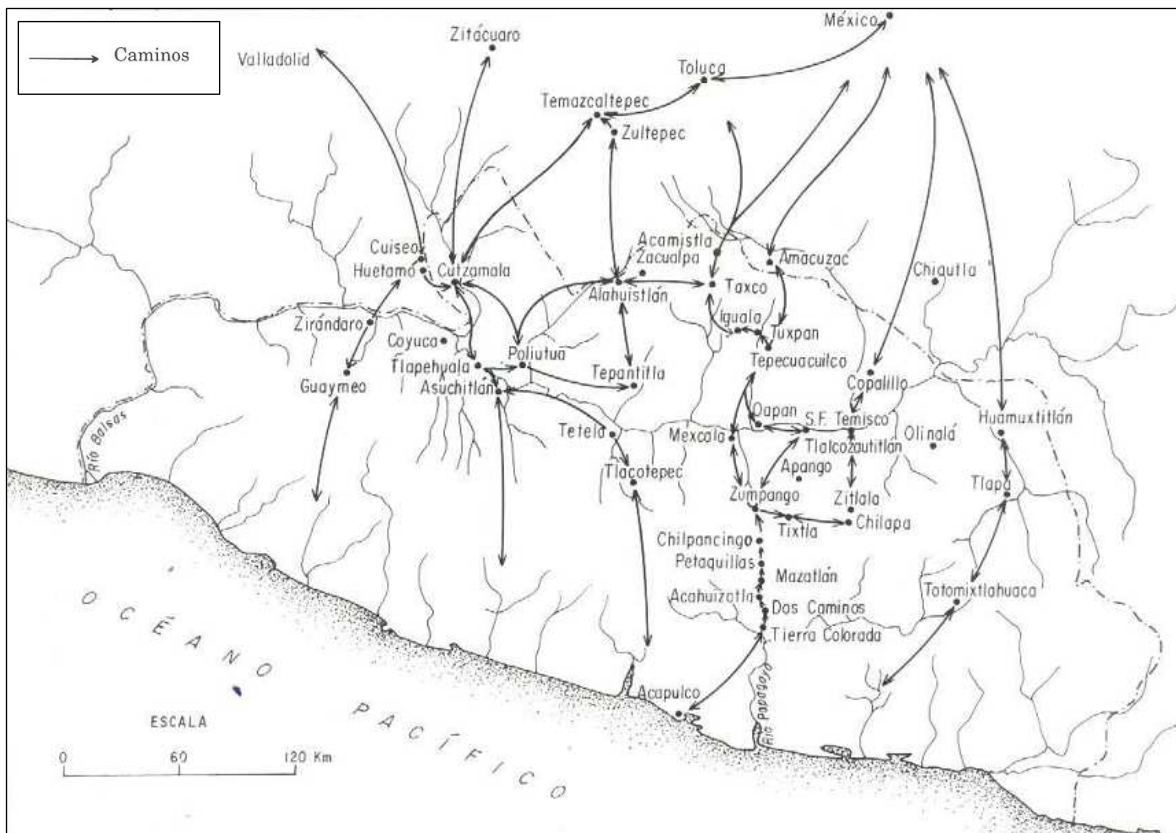 Caminos
México
Zitácuaro
Valladolid
Toluca
Temazcaltepec
Zultepec
Acamistla
Zacualpa
Amacuzac
Cuiseo
Huetamo
Cutzamala
Alahuistlán
Taxco
Chiautla
Zirándaro
Iguala
Tuxpan
Coyuca
Poliutua
Tepecuacuilco
Tlapehuala
Tepantitla
Copalillo
Guaymeo
Asuchitlán
Oapan
S.F. Temisco
Huamuxtitlán
Río Balsas
Tetela
Mexcala
Tlalcozautitlán
Olinalá
Tlacotepec
Apango
Tlapa
Zumpango
Zitlala
Tixtla
Chilapa
Chilpancingo
Petaquillas
Mazatlán
Acahuizotla
Totomixtlahuaca
Dos Caminos
Tierra Colorada
Acapulco
Río Papagayo
OCÉANO PACÍFICO
ESCALA
0 60 120 Km